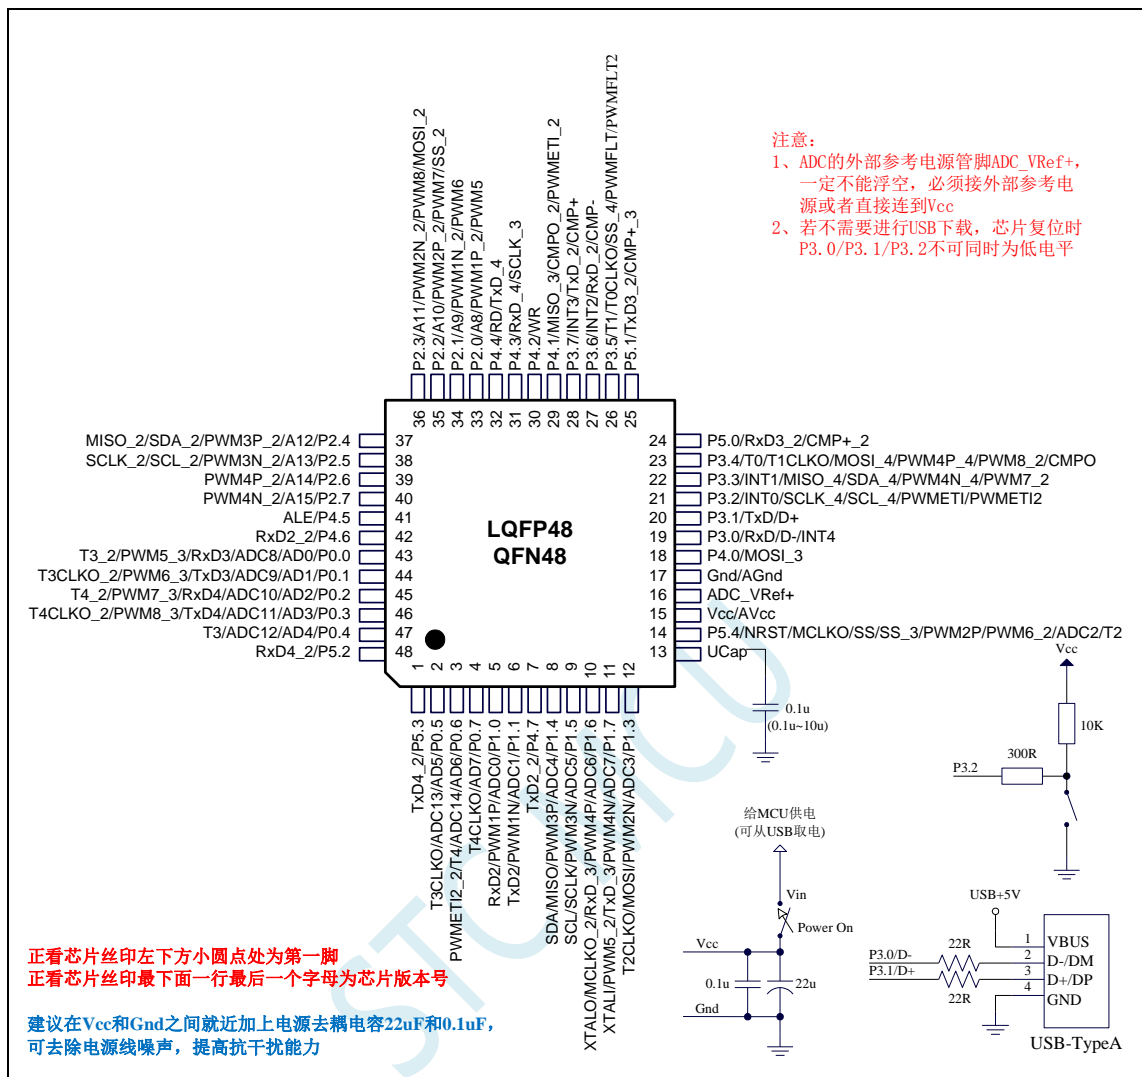 P2.3/A11/PWM2N_2/PWM8/MOSI_2
P2.2/A10/PWM2P_2/PWM7/SS_2
P2.1/A9/PWM1N_2/PWM6
P2.0/A8/PWM1P_2/PWM5
P4.4/RD/TxD_4
P4.3/RxD_4/SCLK_3
P4.2/WR
P4.1/MISO_3/CMPO_2/PWMETI_2
P3.7/INT3/TxD_2/CMP+
P3.6/INT2/RxD_2/CMP-
P3.5/T1/T0CLKO/SS_4/PWMFLT/PWMFLT2
P5.1/TxD3_2/CMP+_3
注意:
1、ADC的外部参考电源管脚ADC_VRef+,
一定不能浮空，必须接外部参考电
源或者直接连到Vcc
2、若不需要进行USB下载，芯片复位时
P3.0/P3.1/P3.2不可同时为低电平
36 35 34 33 32 31 30 29 28 27 26 25
MISO_2/SDA_2/PWM3P_2/A12/P2.4 37
SCLK_2/SCL_2/PWM3N_2/A13/P2.5 38
PWM4P_2/A14/P2.6 39
PWM4N_2/A15/P2.7 40
ALE/P4.5 41
RxD2_2/P4.6 42
T3_2/PWM5_3/RxD3/ADC8/AD0/P0.0 43
T3CLKO_2/PWM6_3/TxD3/ADC9/AD1/P0.1 44
T4_2/PWM7_3/RxD4/ADC10/AD2/P0.2 45
T4CLKO_2/PWM8_3/TxD4/ADC11/AD3/P0.3 46
T3/ADC12/AD4/P0.4 47
RxD4_2/P5.2 48
LQFP48
QFN48
24 P5.0/RxD3_2/CMP+_2
23 P3.4/T0/T1CLKO/MOSI_4/PWM4P_4/PWM8_2/CMPO
22 P3.3/INT1/MISO_4/SDA_4/PWM4N_4/PWM7_2
21 P3.2/INT0/SCLK_4/SCL_4/PWMETI/PWMETI2
20 P3.1/TxD/D+
19 P3.0/RxD/D-/INT4
18 P4.0/MOSI_3
17 Gnd/AGnd
16 ADC_VRef+
15 Vcc/AVcc
14 P5.4/NRST/MCLKO/SS/SS_3/PWM2P/PWM6_2/ADC2/T2
13 UCap
1 2 3 4 5 6 7 8 9 10 11 12
TxD4_2/P5.3
T3CLKO/ADC13/AD5/P0.5
PWMETI2_2/T4/ADC14/AD6/P0.6
T4CLKO/AD7/P0.7
RxD2/PWM1P/ADC0/P1.0
TxD2/PWM1N/ADC1/P1.1
TxD2_2/P4.7
SDA/MISO/PWM3P/ADC4/P1.4
SCL/SCLK/PWM3N/ADC5/P1.5
XTALO/MCLKO_2/RxD_3/PWM4P/ADC6/P1.6
XTALI/PWM5_2/TxD_3/PWM4N/ADC7/P1.7
T2CLKO/MOSI/PWM2N/ADC3/P1.3
0.1u
(0.1u~10u)
Vcc
10K
300R
P3.2
给MCU供电
(可从USB取电)
Vin
Power On
Vcc
0.1u
22u
Gnd
USB+5V
P3.0/D-
22R
P3.1/D+
22R
1 VBUS
2 D-/DM
3 D+/DP
4 GND
USB-TypeA
正看芯片丝印左下方小圆点处为第一脚
正看芯片丝印最下面一行最后一个字母为芯片版本号
建议在Vcc和Gnd之间就近加上电源去耦电容22uF和0.1uF，
可去除电源线噪声，提高抗干扰能力
STCMCU